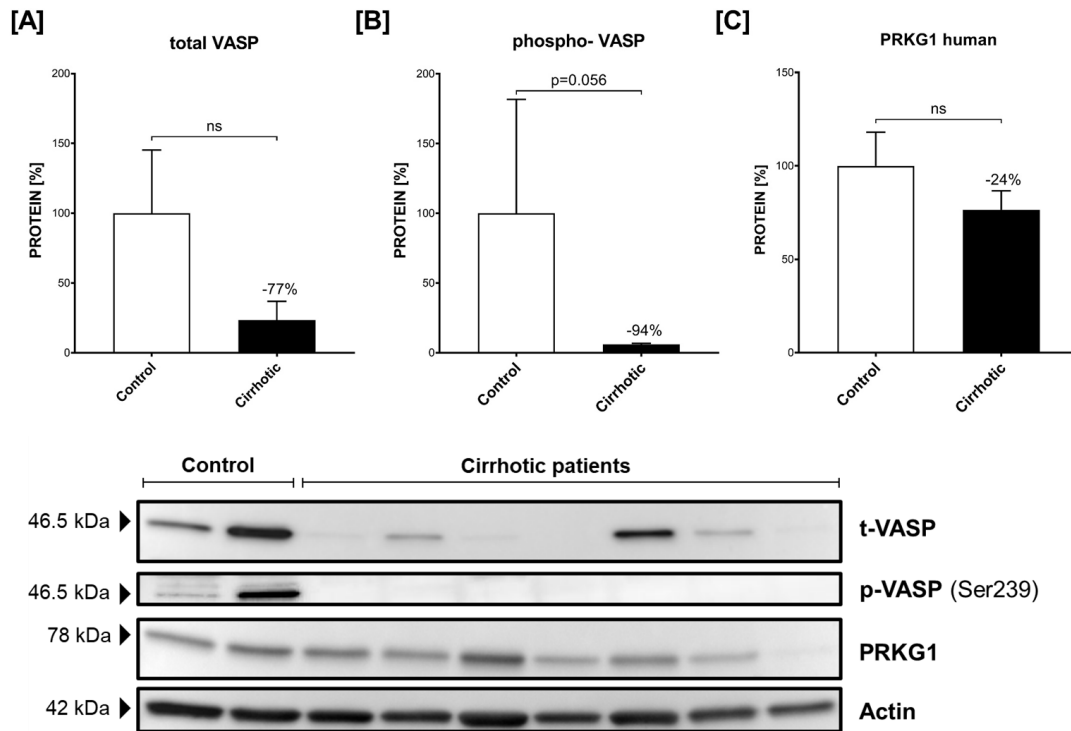 [A]
total VASP
PROTEIN [%]
200
150
100
50
0
ns
-77%
Control
Cirrhotic
[B]
phospho- VASP
PROTEIN [%]
200
150
100
50
0
p=0.056
-94%
Control
Cirrhotic
[C]
PRKG1 human
PROTEIN [%]
150
100
50
0
ns
-24%
Control
Cirrhotic
Control
Cirrhotic patients
46.5 kDa
t-VASP
46.5 kDa
p-VASP (Ser239)
78 kDa
PRKG1
42 kDa
Actin